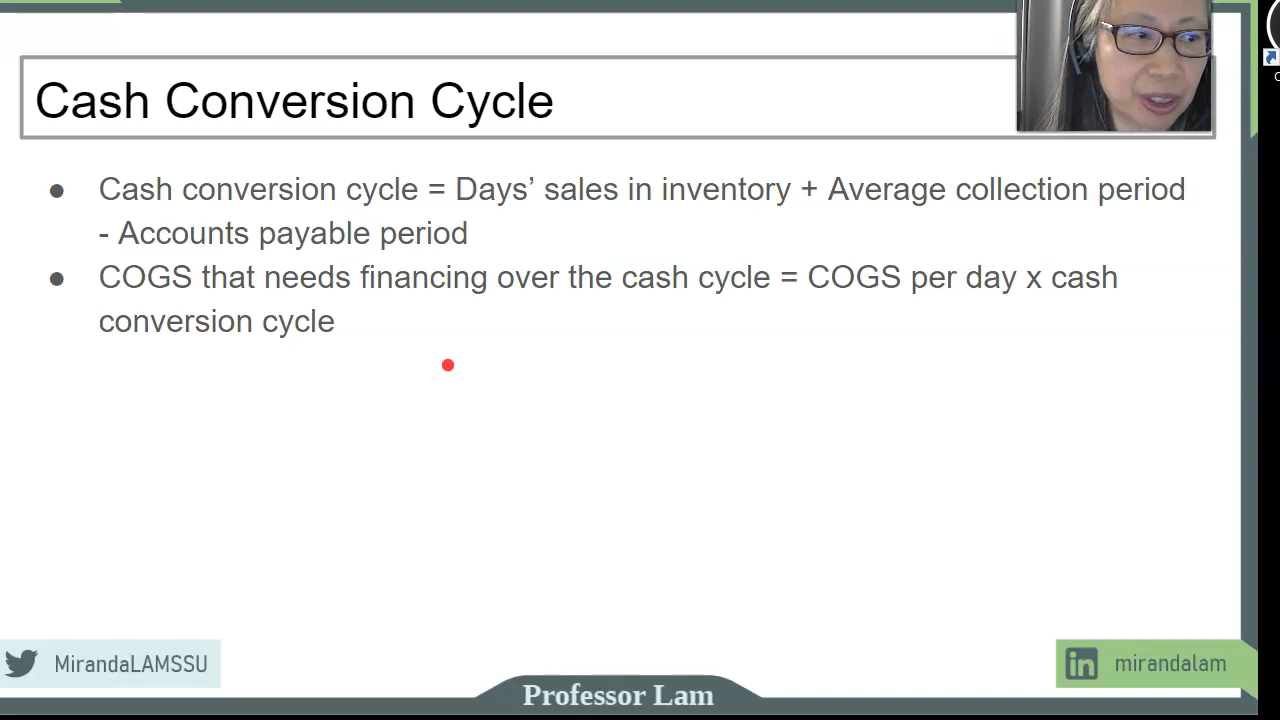 Cash Conversion Cycle
● Cash conversion cycle = Days’ sales in inventory + Average collection period
- Accounts payable period
● COGS that needs financing over the cash cycle = COGS per day x cash
conversion cycle
MirandaLAMSSU
in mirandalam
Professor Lam